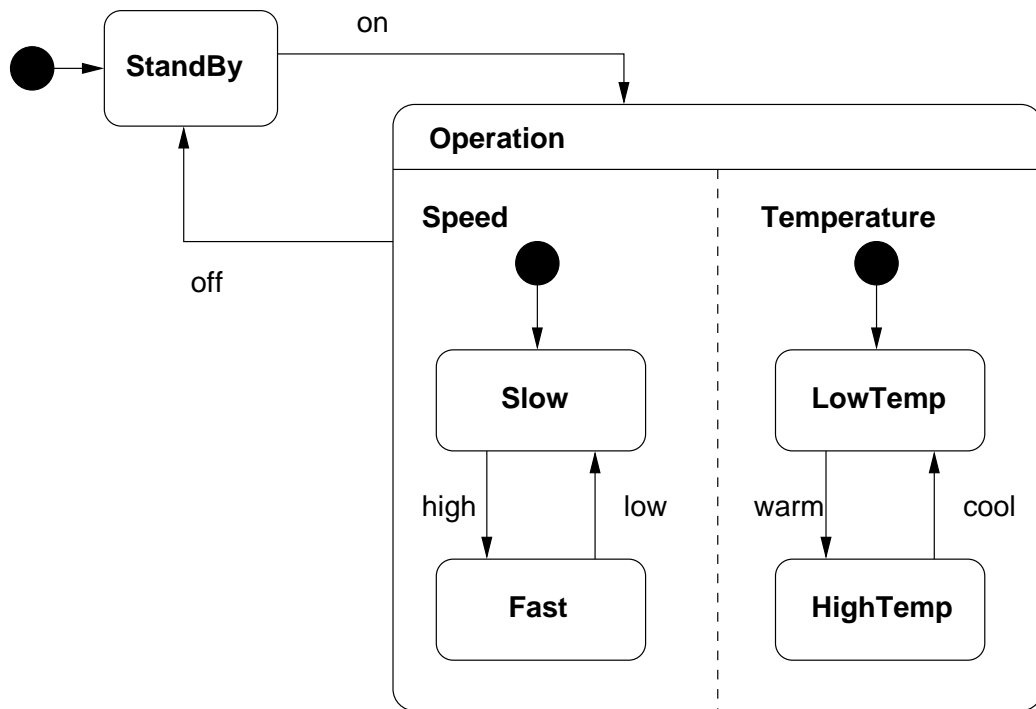 on
StandBy
Operation
Speed
Temperature
off
Slow
LowTemp
high
low
warm
cool
Fast
HighTemp